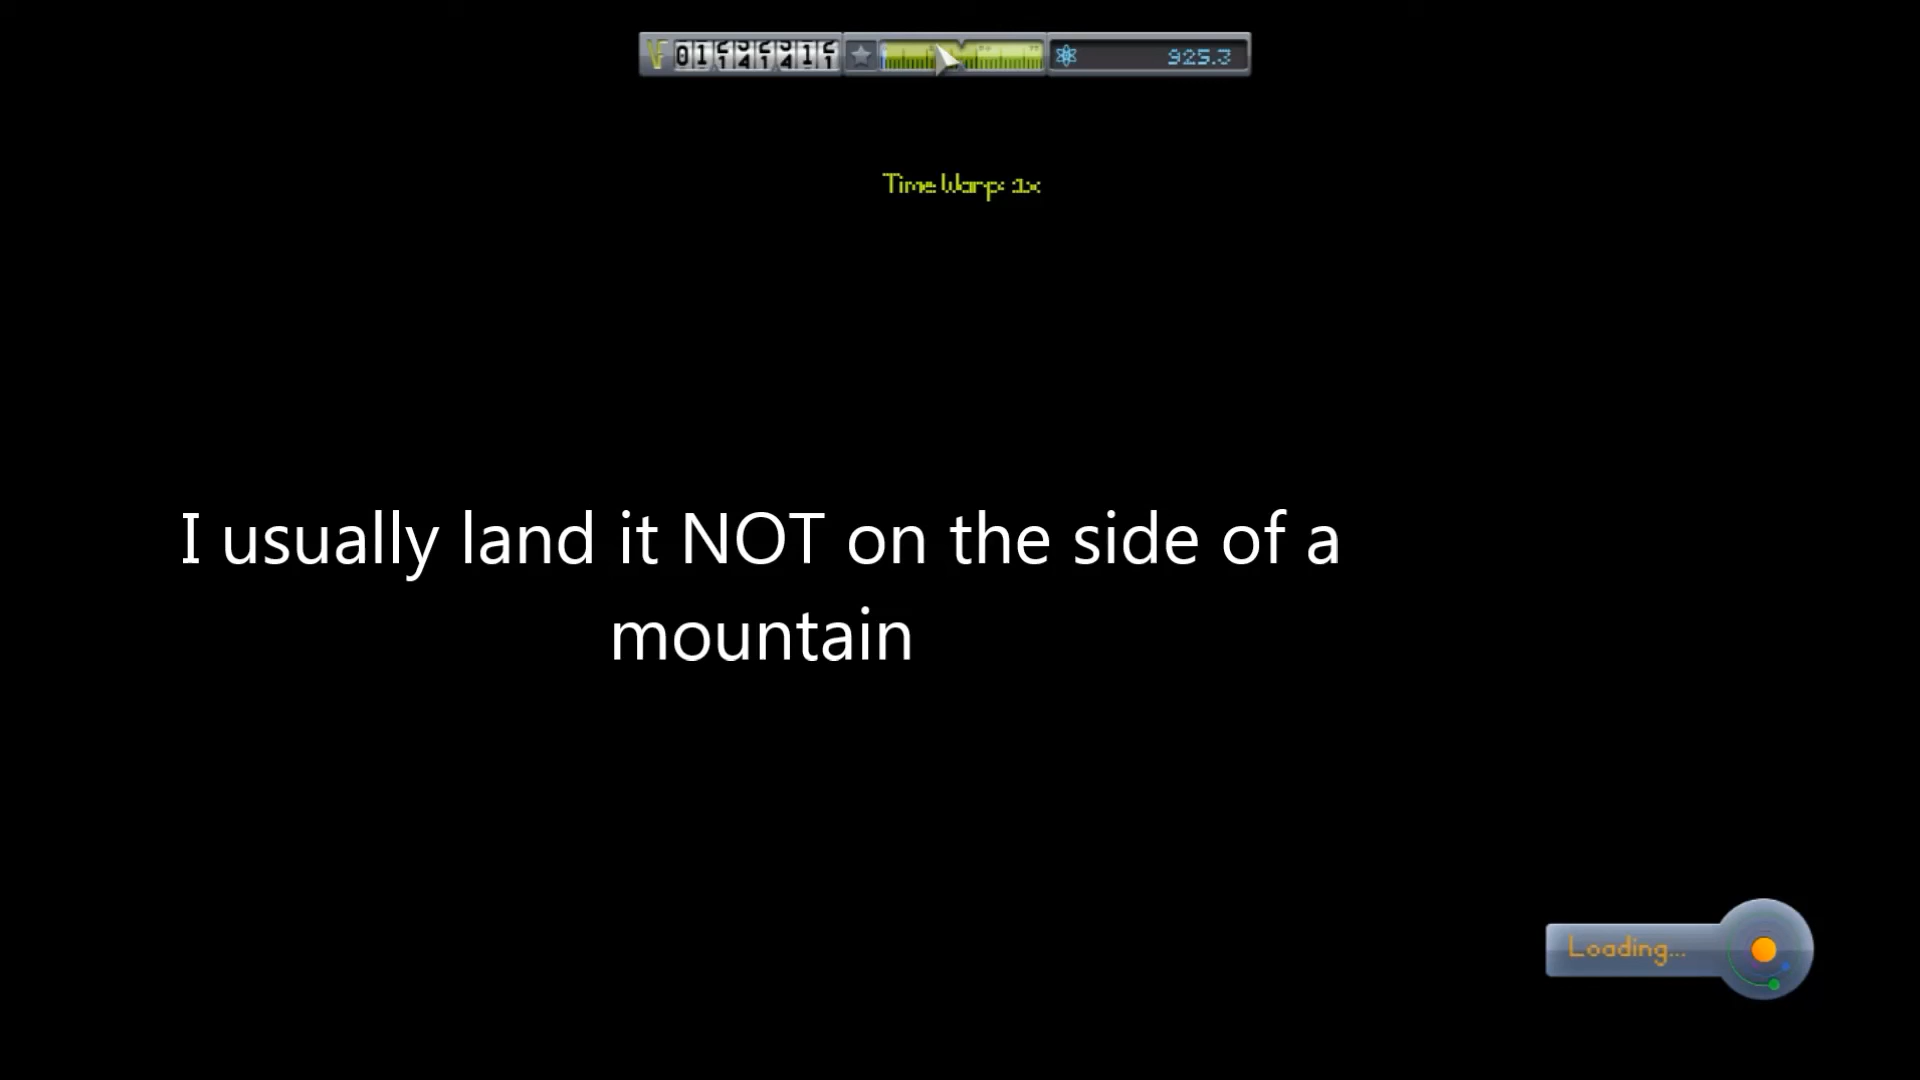 925.3
Time Warp: 1x
I usually land it NOT on the side of a
mountain
Loading...